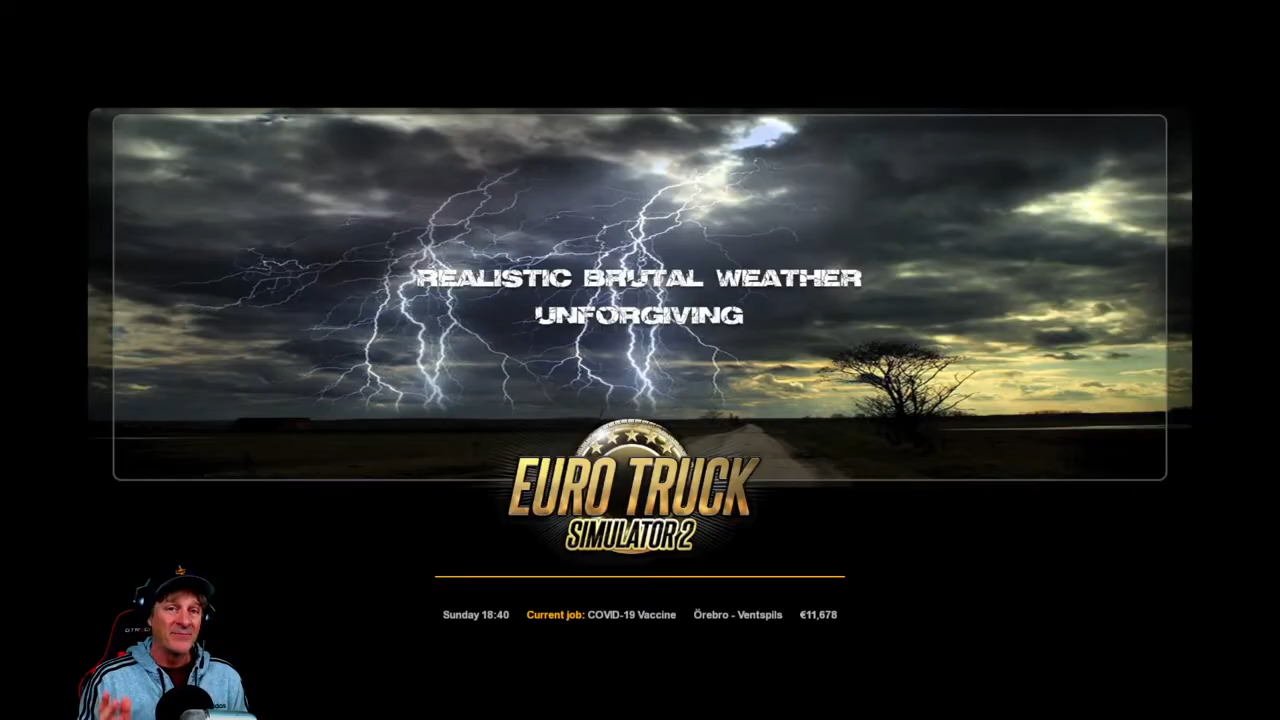 REALISTIC BRUTAL WEATHER
UNFORGIVING
EURO TRUCK
SIMULATOR 2
Sunday 18:40 Current job: COVID-19 Vaccine Örebro - Ventspils €11,678